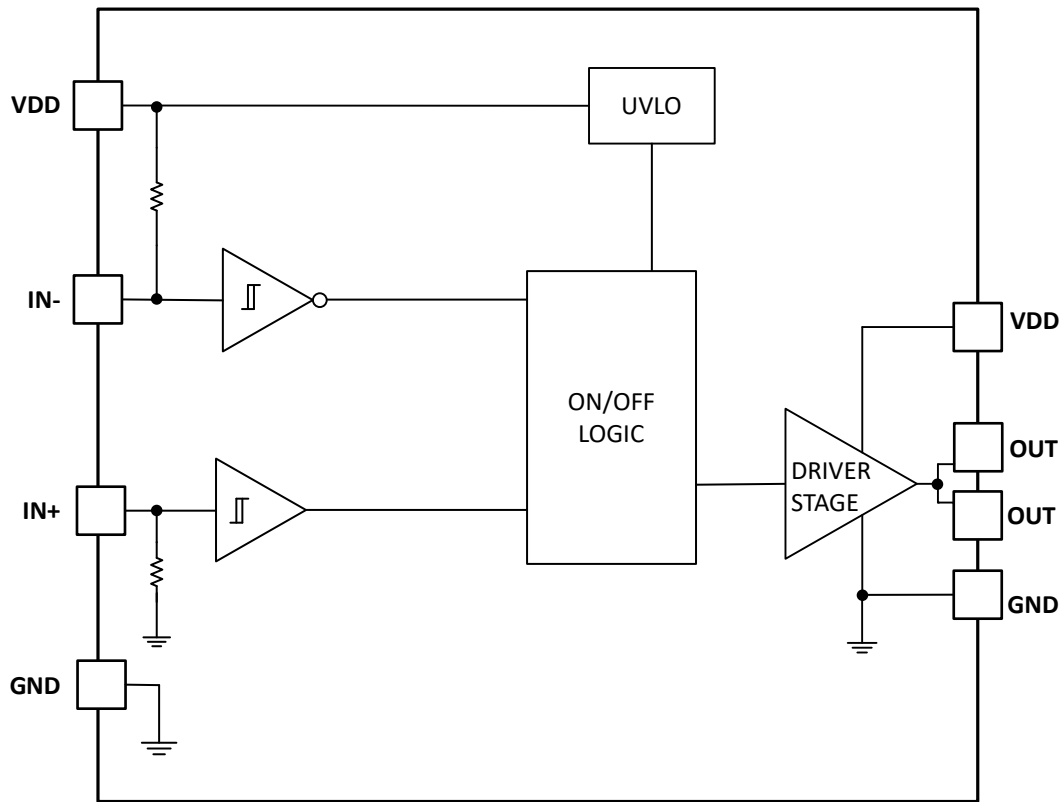 VDD
UVLO
IN-
VDD
ON/OFF
LOGIC
OUT
DRIVER
STAGE
IN+
OUT
GND
GND